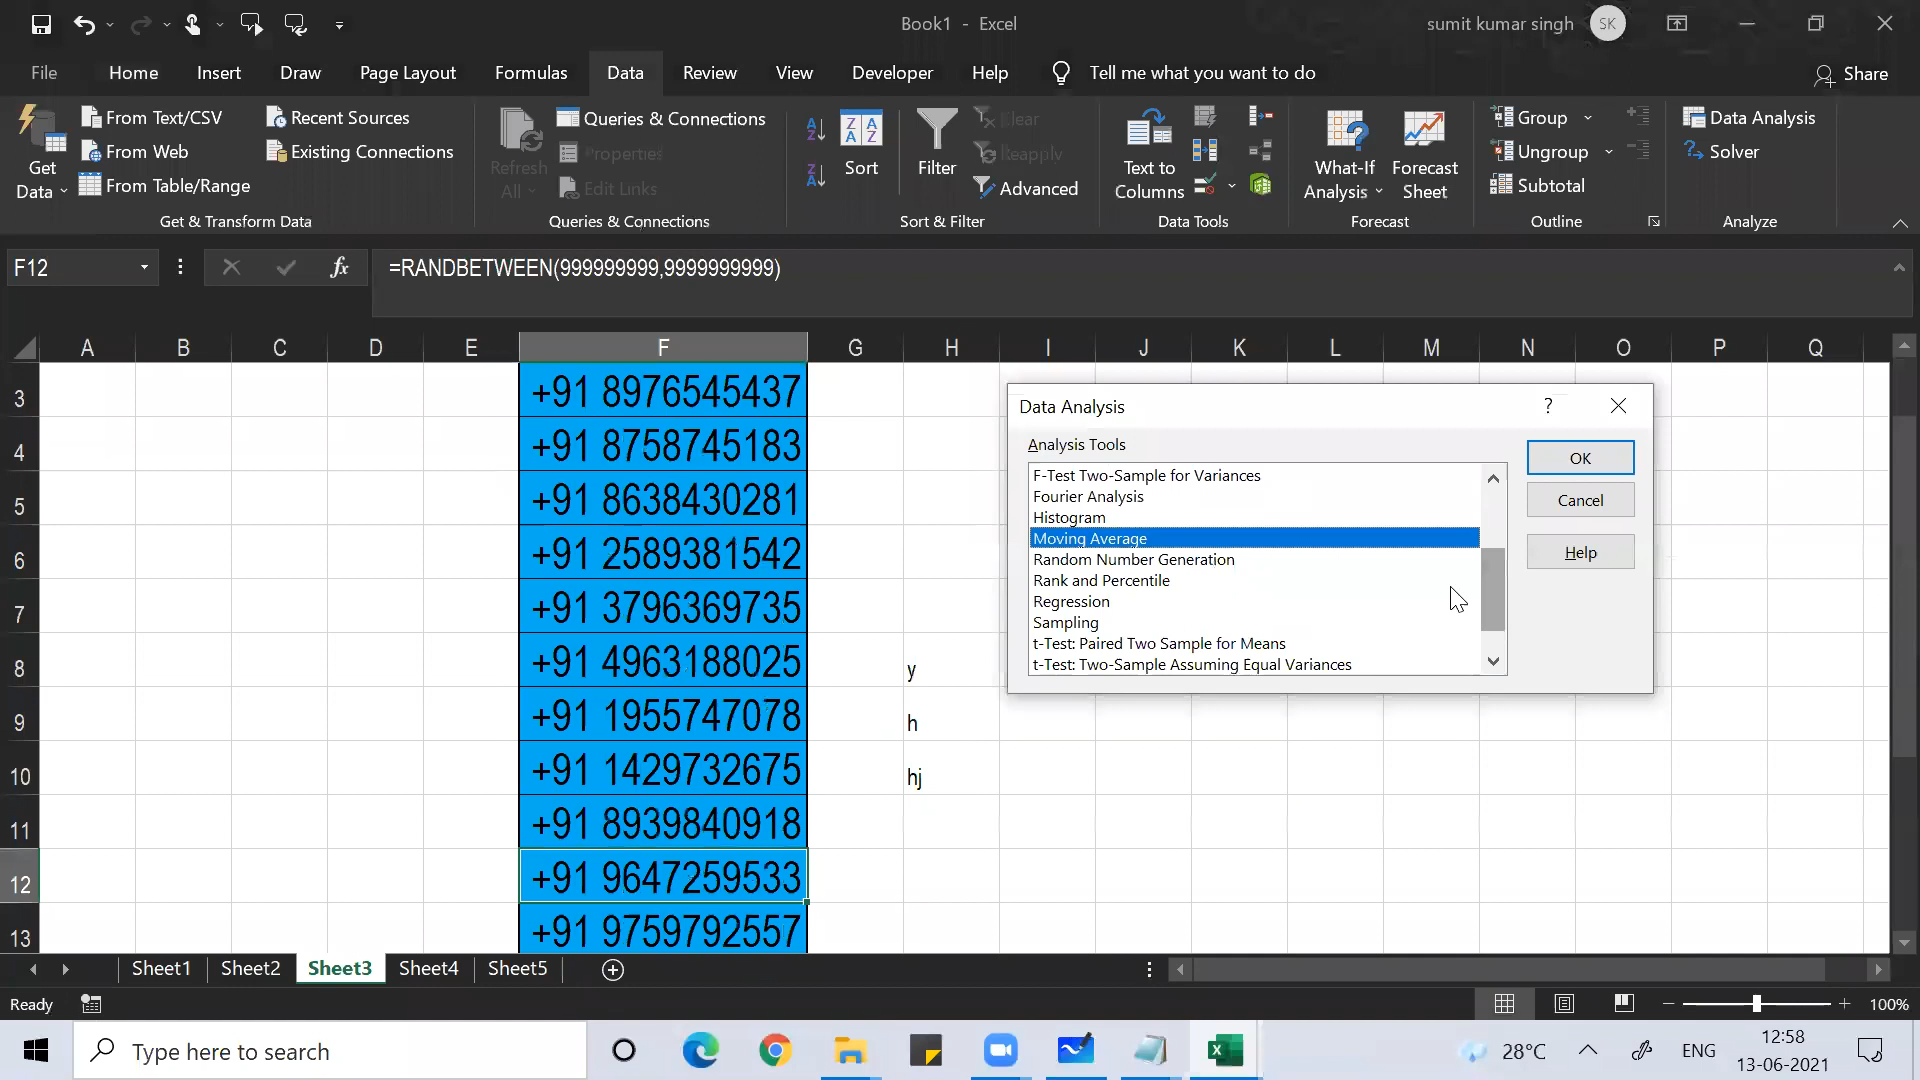 Book1 - Excel
sumit kumar singh
SK
File
Home
Insert
Draw
Page Layout
Formulas
Data
Review
View
Developer
Help
Tell me what you want to do
Share
Get Data
From Text/CSV
From Web
From Table/Range
Recent Sources
Existing Connections
Get & Transform Data
Refresh All
Queries & Connections
Properties
Edit Links
Queries & Connections
Sort
Filter
Clear
Reapply
Advanced
Sort & Filter
Text to Columns
Data Tools
What-If Analysis
Forecast Sheet
Forecast
Group
Ungroup
Subtotal
Outline
Data Analysis
Solver
Analyze
F12
fx
=RANDBETWEEN(999999999,9999999999)
A B C D E F G H I J K L M N O P Q
3 +91 8976545437
4 +91 8758745183
5 +91 8638430281
6 +91 2589381542
7 +91 3796369735
8 +91 4963188025 y
9 +91 1955747078 h
10 +91 1429732675 hj
11 +91 8939840918
12 +91 9647259533
13 +91 9759792557
Data Analysis
?
Analysis Tools
F-Test Two-Sample for Variances
Fourier Analysis
Histogram
Moving Average
Random Number Generation
Rank and Percentile
Regression
Sampling
t-Test: Paired Two Sample for Means
t-Test: Two-Sample Assuming Equal Variances
OK
Cancel
Help
Sheet1
Sheet2
Sheet3
Sheet4
Sheet5
Ready
100%
Type here to search
28°C
ENG
12:58
13-06-2021